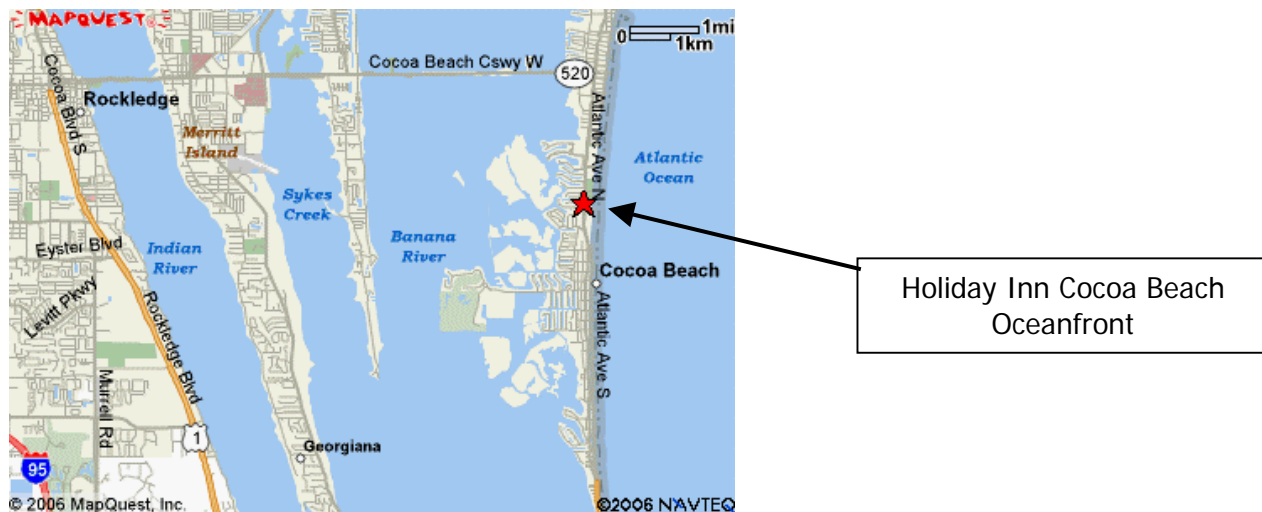 MAPQUEST
0 1mi
1km
Cocoa Beach Cswy W
520
Cocoa Blvd S
Rockledge
Merritt
Island
Atlantic Ave N
Atlantic
Ocean
Sykes
Creek
Banana
River
Eyster Blvd
Indian
River
Cocoa Beach
Levitt Pkwy
Rockledge Blvd
Atlantic Ave S
Murrell Rd
1
Georgiana
95
© 2006 MapQuest, Inc.
©2006 NAVTEQ
Holiday Inn Cocoa Beach
Oceanfront